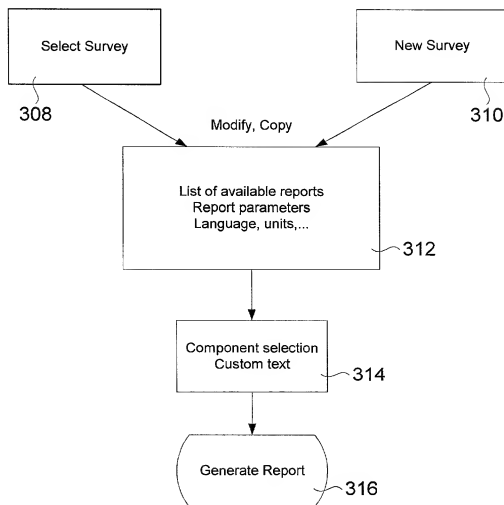 Select Survey
308
New Survey
310
Modify, Copy
List of available reports
Report parameters
Language, units,...
312
Component selection
Custom text
314
Generate Report
316